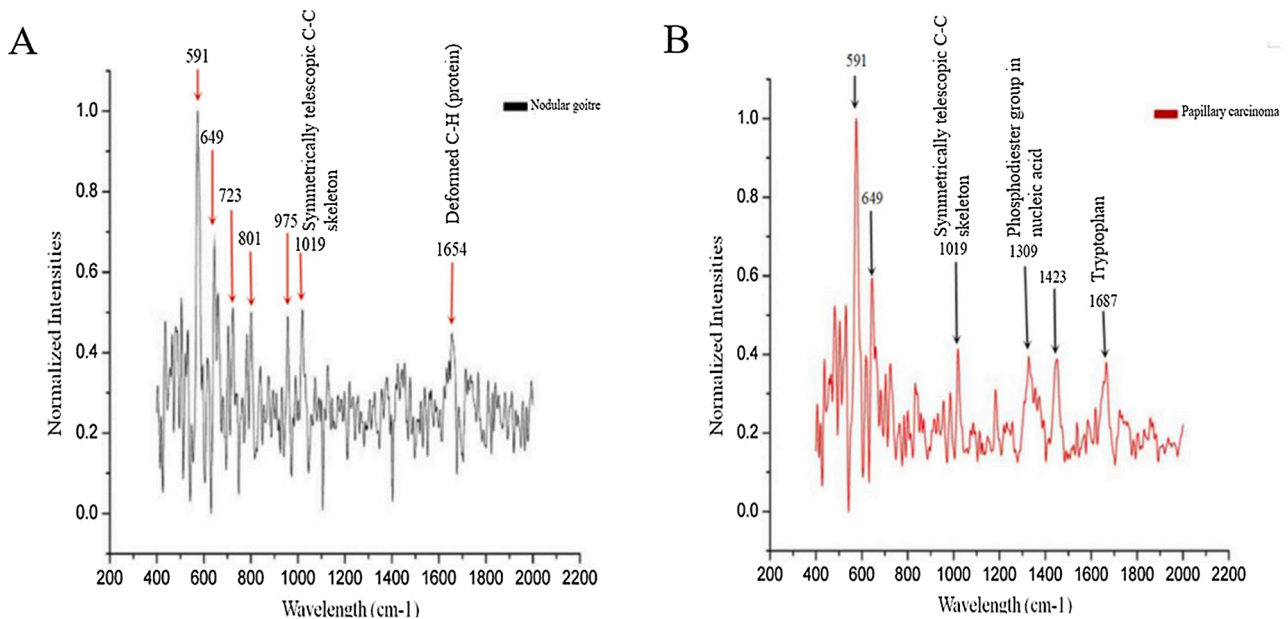 A
591
649
723
801
975
1019
Symmetrically telescopic C-C
skeleton
Deformed C-H (protein)
1654
Nodular goitre
Normalized Intensities
1.0
0.8
0.6
0.4
0.2
0.0
200 400 600 800 1000 1200 1400 1600 1800 2000 2200
Wavelength (cm-1)
B
591
649
Symmetrically telescopic C-C
skeleton
1019
Phosphodiester group in
nucleic acid
1309
1423
Tryptophan
1687
Papillary carcinoma
Normalized Intensities
1.0
0.8
0.6
0.4
0.2
0.0
200 400 600 800 1000 1200 1400 1600 1800 2000 2200
Wavelength (cm-1)